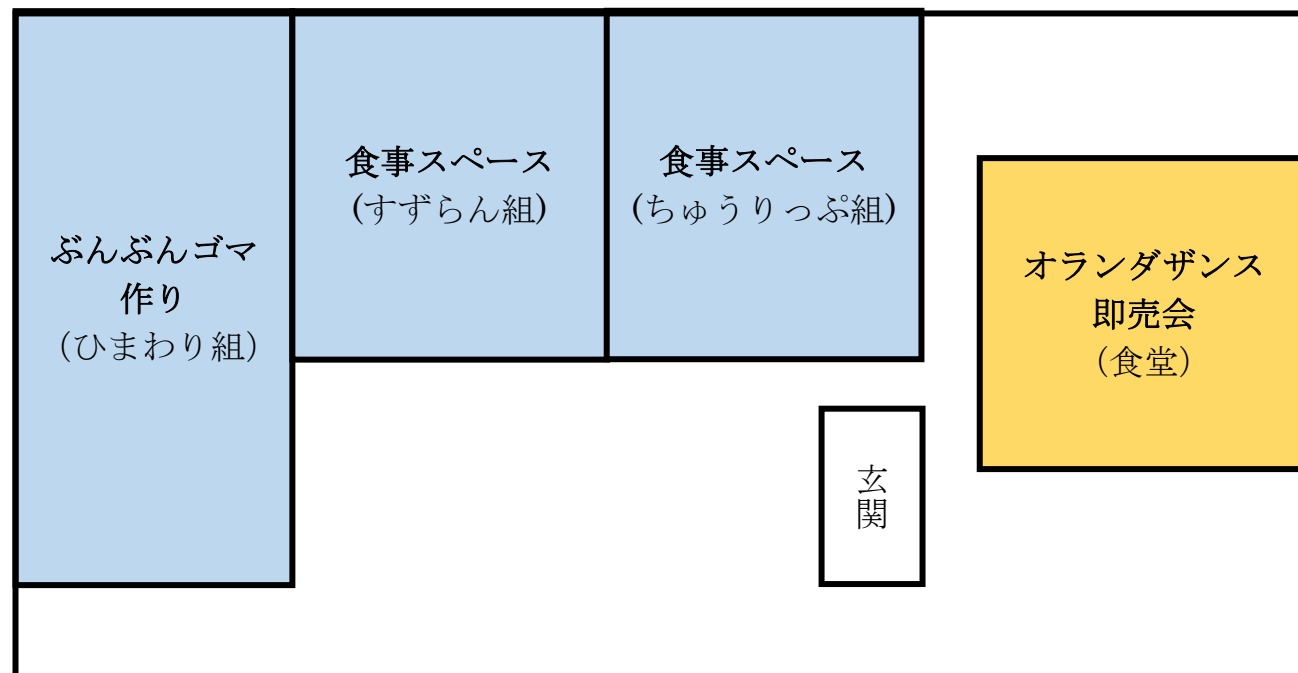 ぶんぶんゴマ
作り
（ひまわり組）
食事スペース
(すずらん組)
食事スペース
(ちゅうりっぷ組)
オランダザンス
即売会
（食堂）
玄関